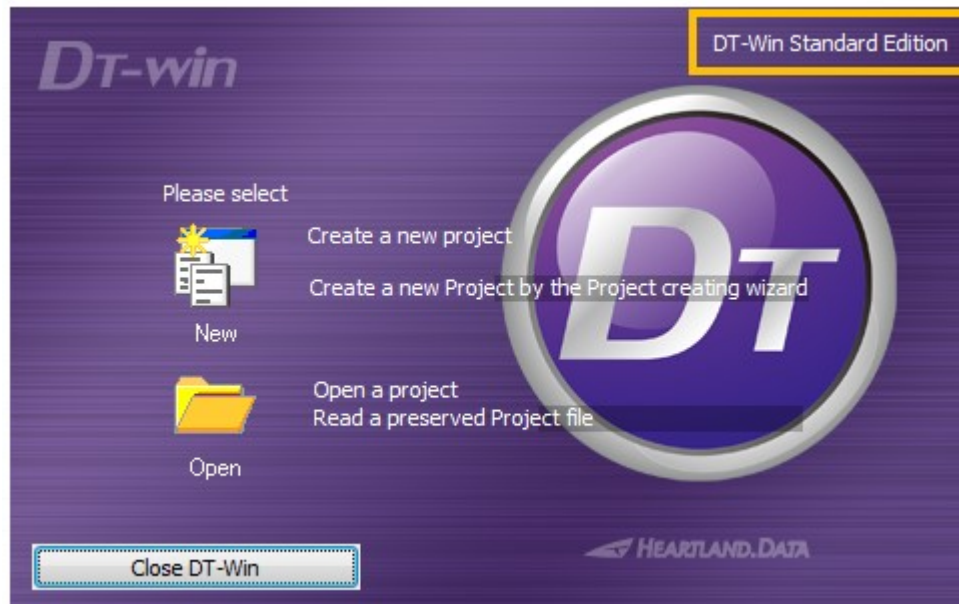 DT-win
DT-Win Standard Edition
Please select
Create a new project
Create a new Project by the Project creating wizard
New
DT
Open a project
Read a preserved Project file
Open
HEARTLAND.DATA
Close DT-Win